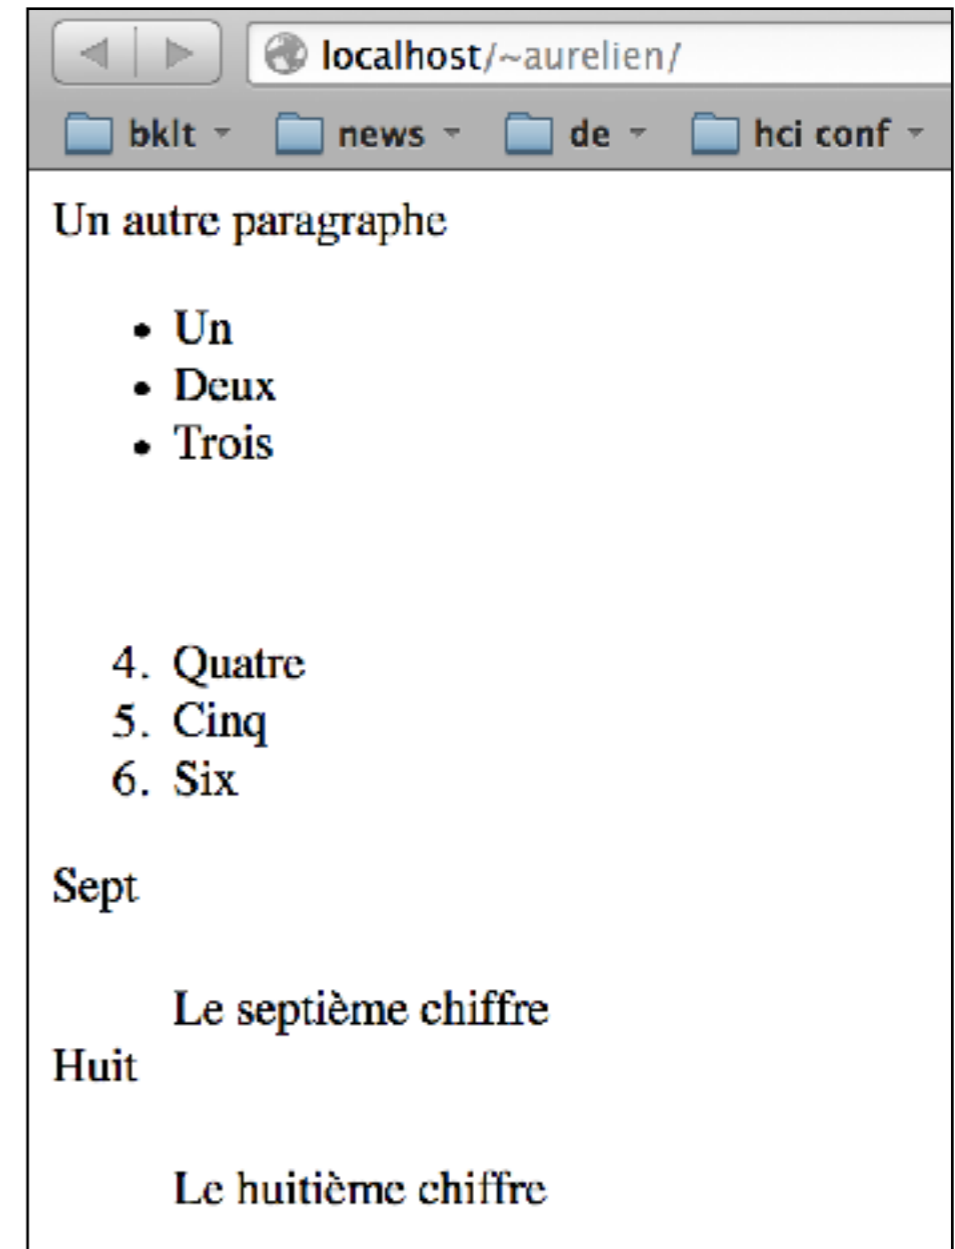 localhost/~aurelien/
bklt news de hci conf
Un autre paragraphe
• Un
• Deux
• Trois
4. Quatre
5. Cinq
6. Six
Sept
Le septième chiffre
Huit
Le huitième chiffre